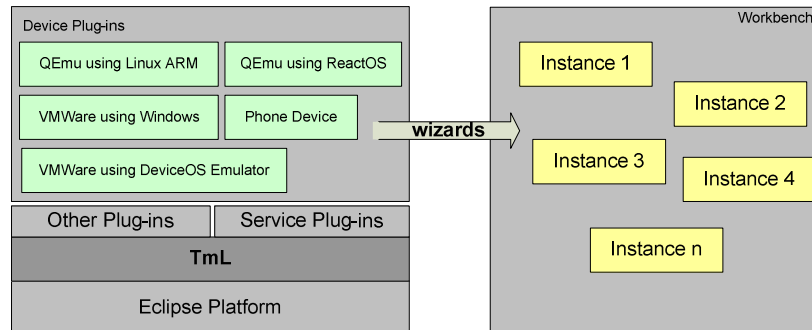 Device Plug-ins
QEmu using Linux ARM
QEmu using ReactOS
VMWare using Windows
Phone Device
VMWare using DeviceOS Emulator
Other Plug-ins
Service Plug-ins
TmL
Eclipse Platform
wizards
Workbench
Instance 1
Instance 2
Instance 3
Instance 4
Instance n